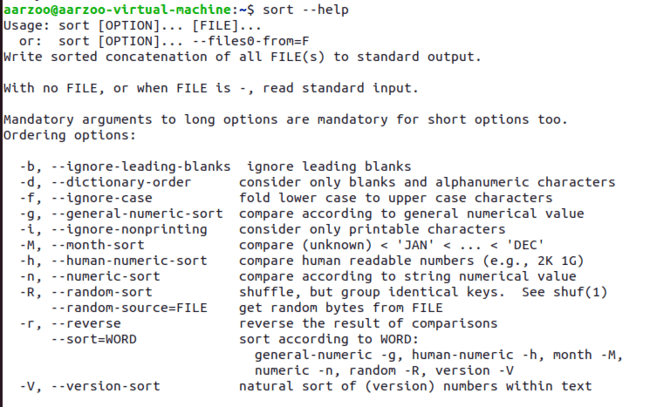 aarzoo@aarzoo-virtual-machine:~$ sort --help
Usage: sort [OPTION]... [FILE]...
  or:  sort [OPTION]... --files0-from=F
Write sorted concatenation of all FILE(s) to standard output.

With no FILE, or when FILE is -, read standard input.

Mandatory arguments to long options are mandatory for short options too.
Ordering options:

  -b, --ignore-leading-blanks  ignore leading blanks
  -d, --dictionary-order      consider only blanks and alphanumeric characters
  -f, --ignore-case           fold lower case to upper case characters
  -g, --general-numeric-sort  compare according to general numerical value
  -i, --ignore-nonprinting    consider only printable characters
  -M, --month-sort            compare (unknown) < 'JAN' < ... < 'DEC'
  -h, --human-numeric-sort    compare human readable numbers (e.g., 2K 1G)
  -n, --numeric-sort          compare according to string numerical value
  -R, --random-sort           shuffle, but group identical keys.  See shuf(1)
      --random-source=FILE    get random bytes from FILE
  -r, --reverse               reverse the result of comparisons
      --sort=WORD             sort according to WORD:
                                general-numeric -g, human-numeric -h, month -M,
                                numeric -n, random -R, version -V
  -V, --version-sort          natural sort of (version) numbers within text